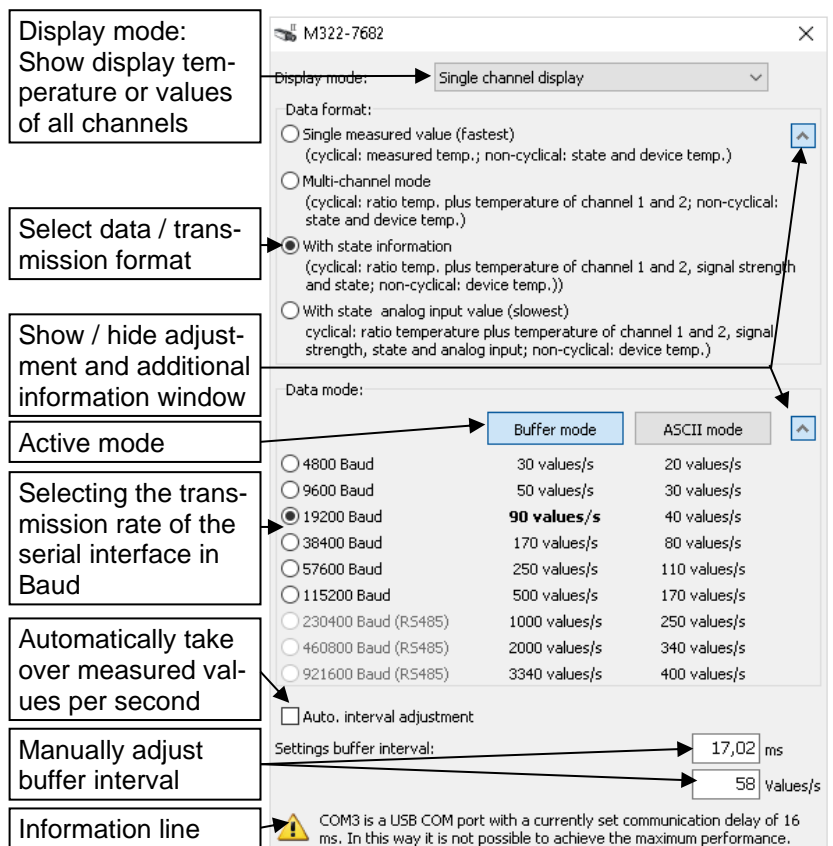 Display mode:
Show display tem-
perature or values
of all channels
Select data / trans-
mission format
Show / hide adjust-
ment and additional
information window
Active mode
Selecting the trans-
mission rate of the
serial interface in
Baud
Automatically take
over measured val-
ues per second
Manually adjust
buffer interval
Information line
M322-7682
Display mode: Single channel display
Data format:
Single measured value (fastest)
(cyclical: measured temp.; non-cyclical: state and device temp.)
Multi-channel mode
(cyclical: ratio temp. plus temperature of channel 1 and 2; non-cyclical:
state and device temp.)
With state information
(cyclical: ratio temp. plus temperature of channel 1 and 2, signal strength
and state; non-cyclical: device temp.))
With state analog input value (slowest)
cyclical: ratio temperature plus temperature of channel 1 and 2, signal
strength, state and analog input; non-cyclical: device temp.)
Data mode:
Buffer mode ASCII mode
4800 Baud 30 values/s 20 values/s
9600 Baud 50 values/s 30 values/s
19200 Baud 90 values/s 40 values/s
38400 Baud 170 values/s 80 values/s
57600 Baud 250 values/s 110 values/s
115200 Baud 500 values/s 170 values/s
230400 Baud (RS485) 1000 values/s 250 values/s
460800 Baud (RS485) 2000 values/s 340 values/s
921600 Baud (RS485) 3340 values/s 400 values/s
Auto. interval adjustment
Settings buffer interval: 17,02 ms
58 Values/s
COM3 is a USB COM port with a currently set communication delay of 16
ms. In this way it is not possible to achieve the maximum performance.